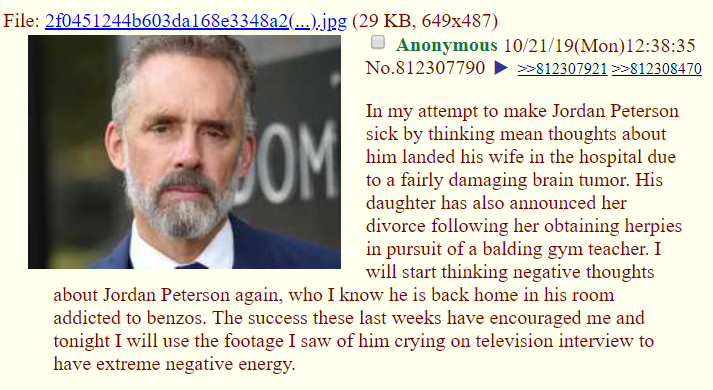 File: 2f0451244b603da168e3348a2(...).jpg (29 KB, 649x487)
Anonymous 10/21/19(Mon)12:38:35
No.812307790 ▶ >>812307921 >>812308470
DOM
In my attempt to make Jordan Peterson
sick by thinking mean thoughts about
him landed his wife in the hospital due
to a fairly damaging brain tumor. His
daughter has also announced her
divorce following her obtaining herpies
in pursuit of a balding gym teacher. I
will start thinking negative thoughts
about Jordan Peterson again, who I know he is back home in his room
addicted to benzos. The success these last weeks have encouraged me and
tonight I will use the footage I saw of him crying on television interview to
have extreme negative energy.